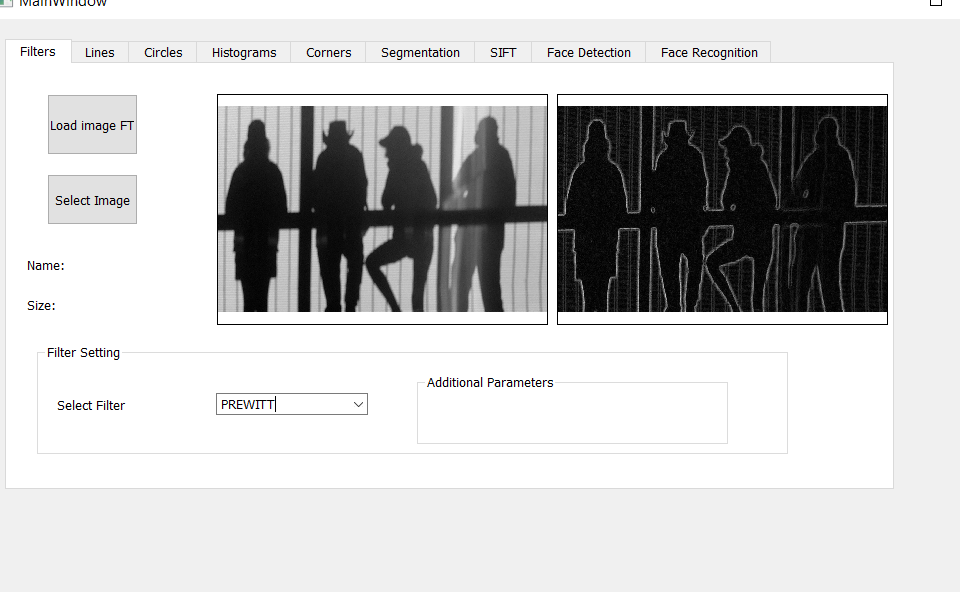 MainWindow
Filters Lines Circles Histograms Corners Segmentation SIFT Face Detection Face Recognition
Load image FT
Select Image
Name:
Size:
Filter Setting
Additional Parameters
Select Filter
PREWITT